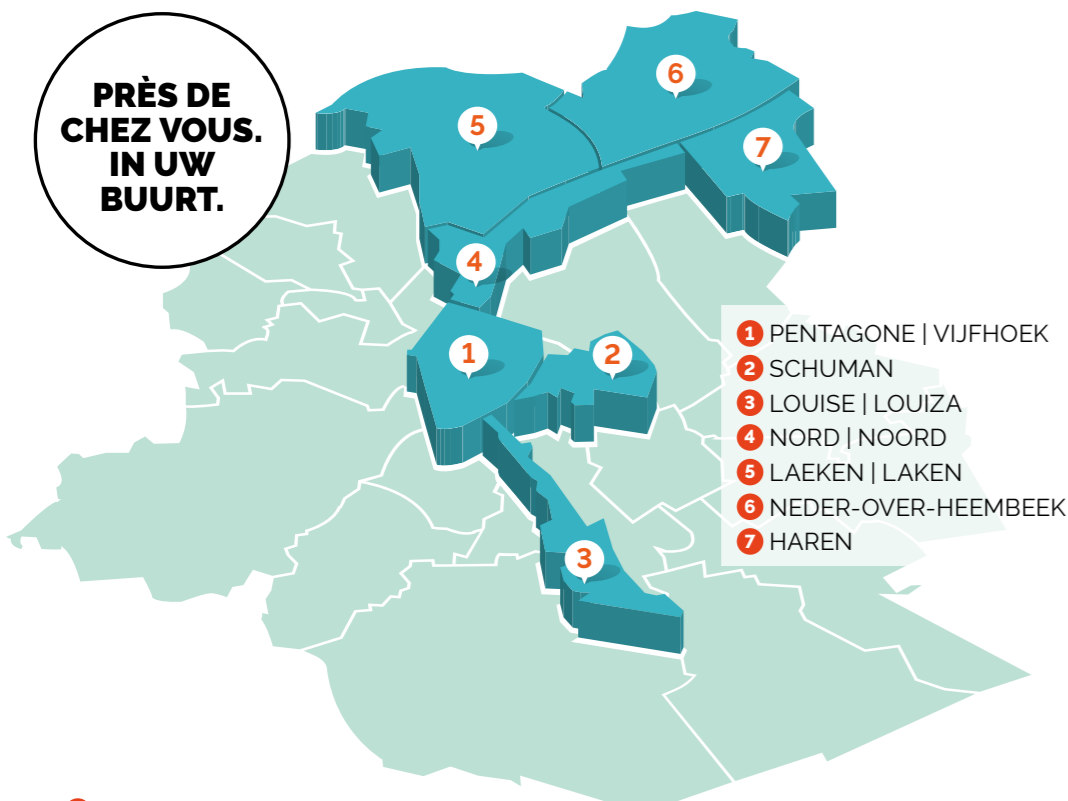 PRÈS DE
CHEZ VOUS.
IN UW
BUURT.
5
6
7
4
1
2
3
1 PENTAGONE | VIJFHOEK
2 SCHUMAN
3 LOUISE | LOUIZA
4 NORD | NOORD
5 LAEKEN | LAKEN
6 NEDER-OVER-HEEMBEEK
7 HAREN